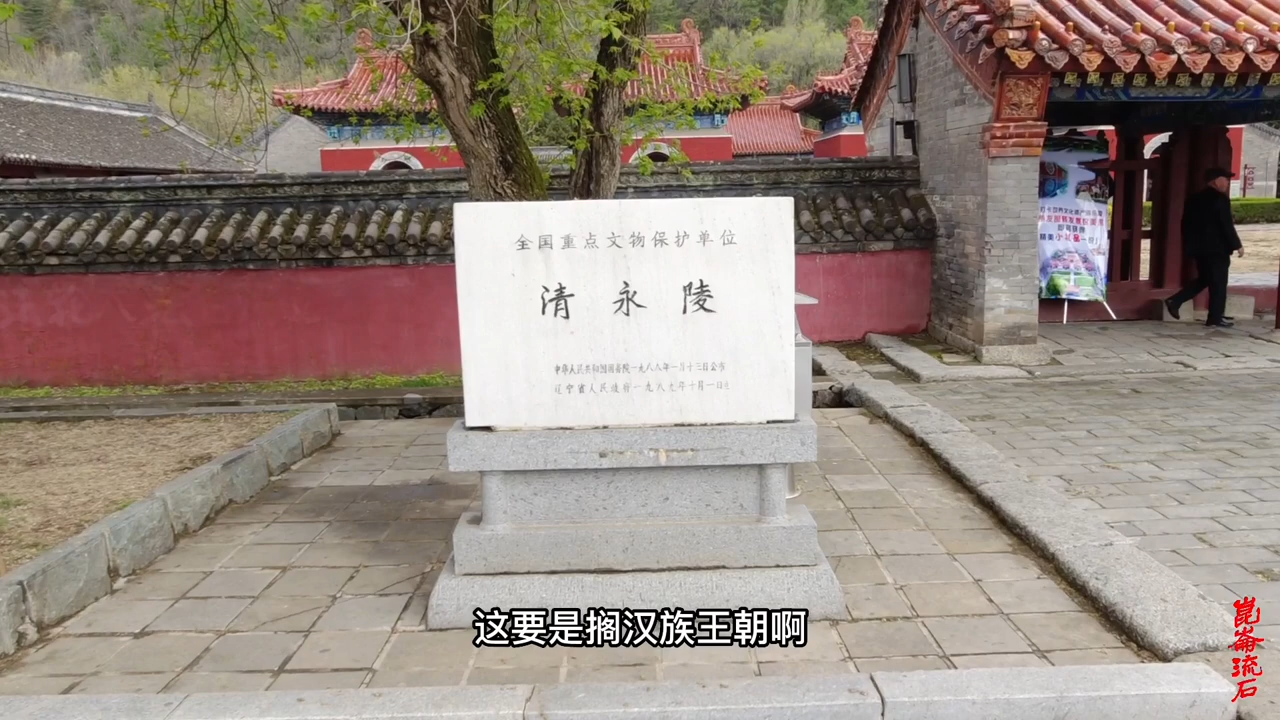 全国重点文物保护单位
清永陵
中华人民共和国国务院一九八八年一月十三日公布
辽宁省人民政府一九八九年十月一日立
这要是搁汉族王朝啊
崑崙流石